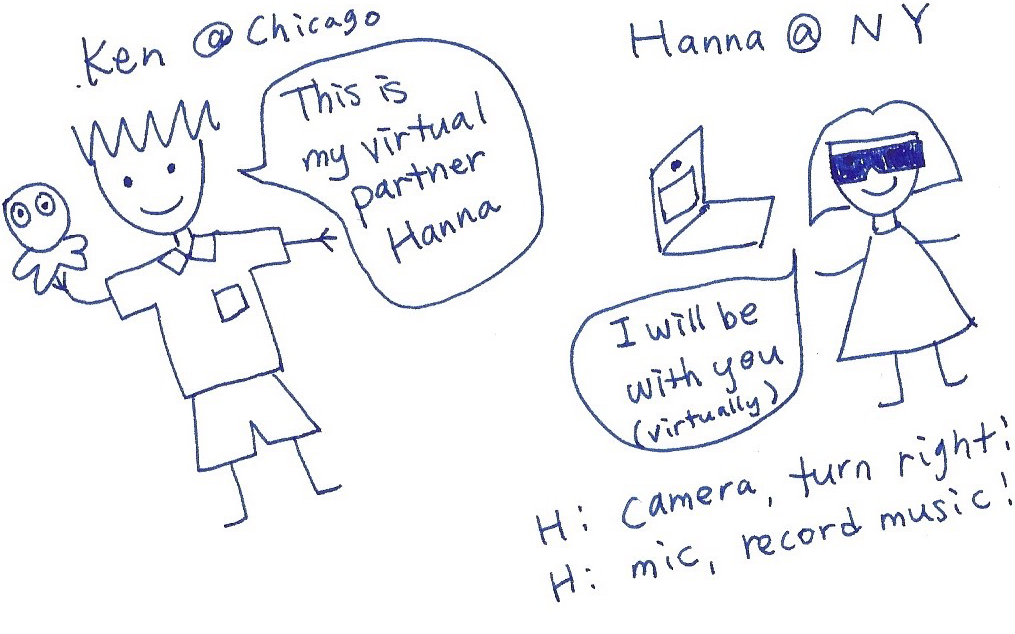 Ken @ Chicago
This is
my virtual
partner
Hanna
Hanna @ NY
I will be
with you
(virtually)
H: camera, turn right!
H: mic, record music!